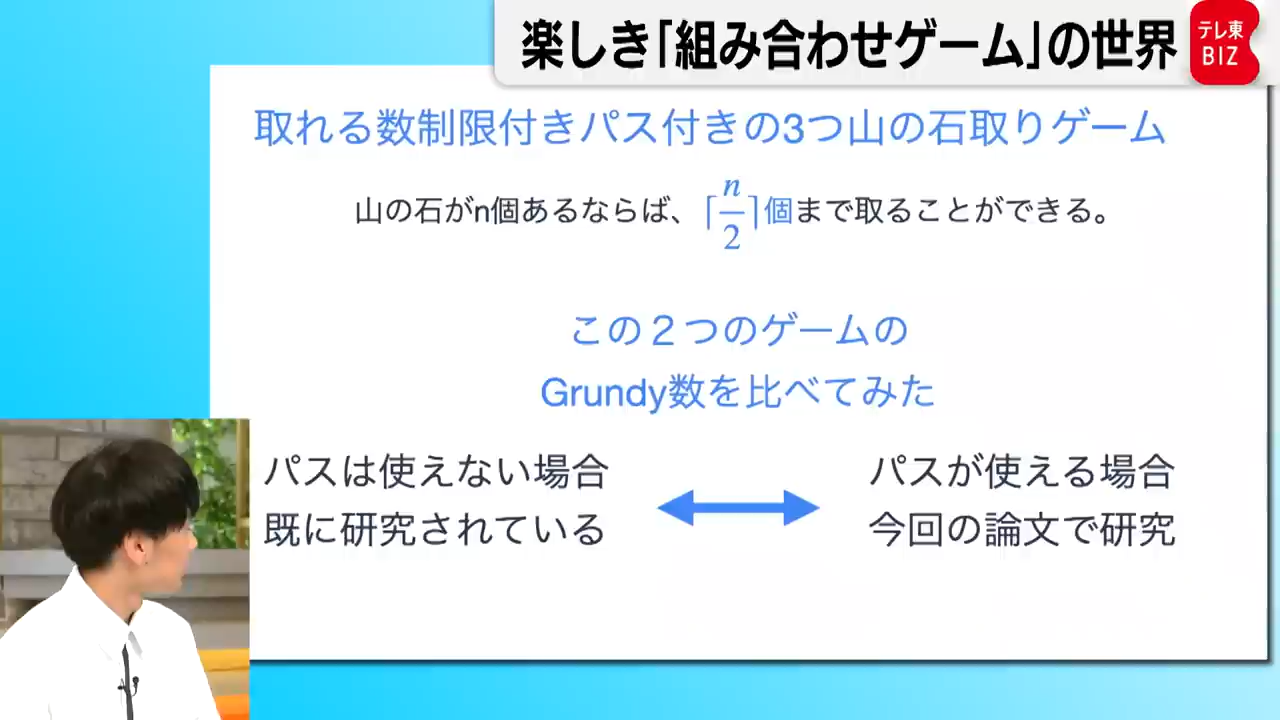 楽しき「組み合わせゲーム」の世界
テレ東
BIZ
取れる数制限付きパス付きの3つ山の石取りゲーム
山の石がn個あるならば、⌈n/2⌉個まで取ることができる。
この２つのゲームの
Grundy数を比べてみた
パスは使えない場合
既に研究されている
パスが使える場合
今回の論文で研究